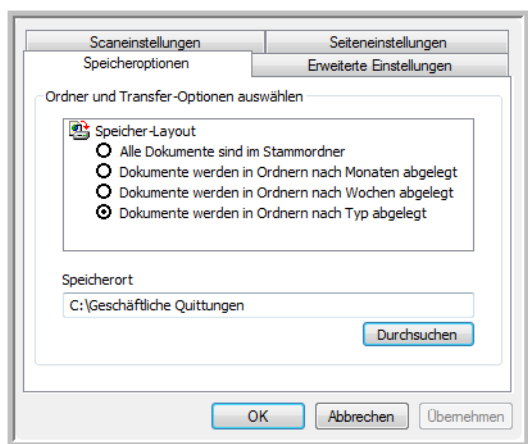 Scaneinstellungen
Seiteneinstellungen
Speicheroptionen
Erweiterte Einstellungen
Ordner und Transfer-Optionen auswählen
Speicher-Layout
Alle Dokumente sind im Stammordner
Dokumente werden in Ordnern nach Monaten abgelegt
Dokumente werden in Ordnern nach Wochen abgelegt
Dokumente werden in Ordnern nach Typ abgelegt
Speicherort
C:\Geschäftliche Quittungen
Durchsuchen
OK
Abbrechen
Übernehmen